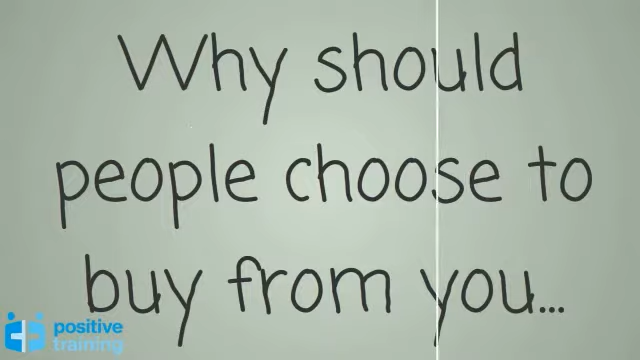 Why should
people choose to
buy from you...
positive
training